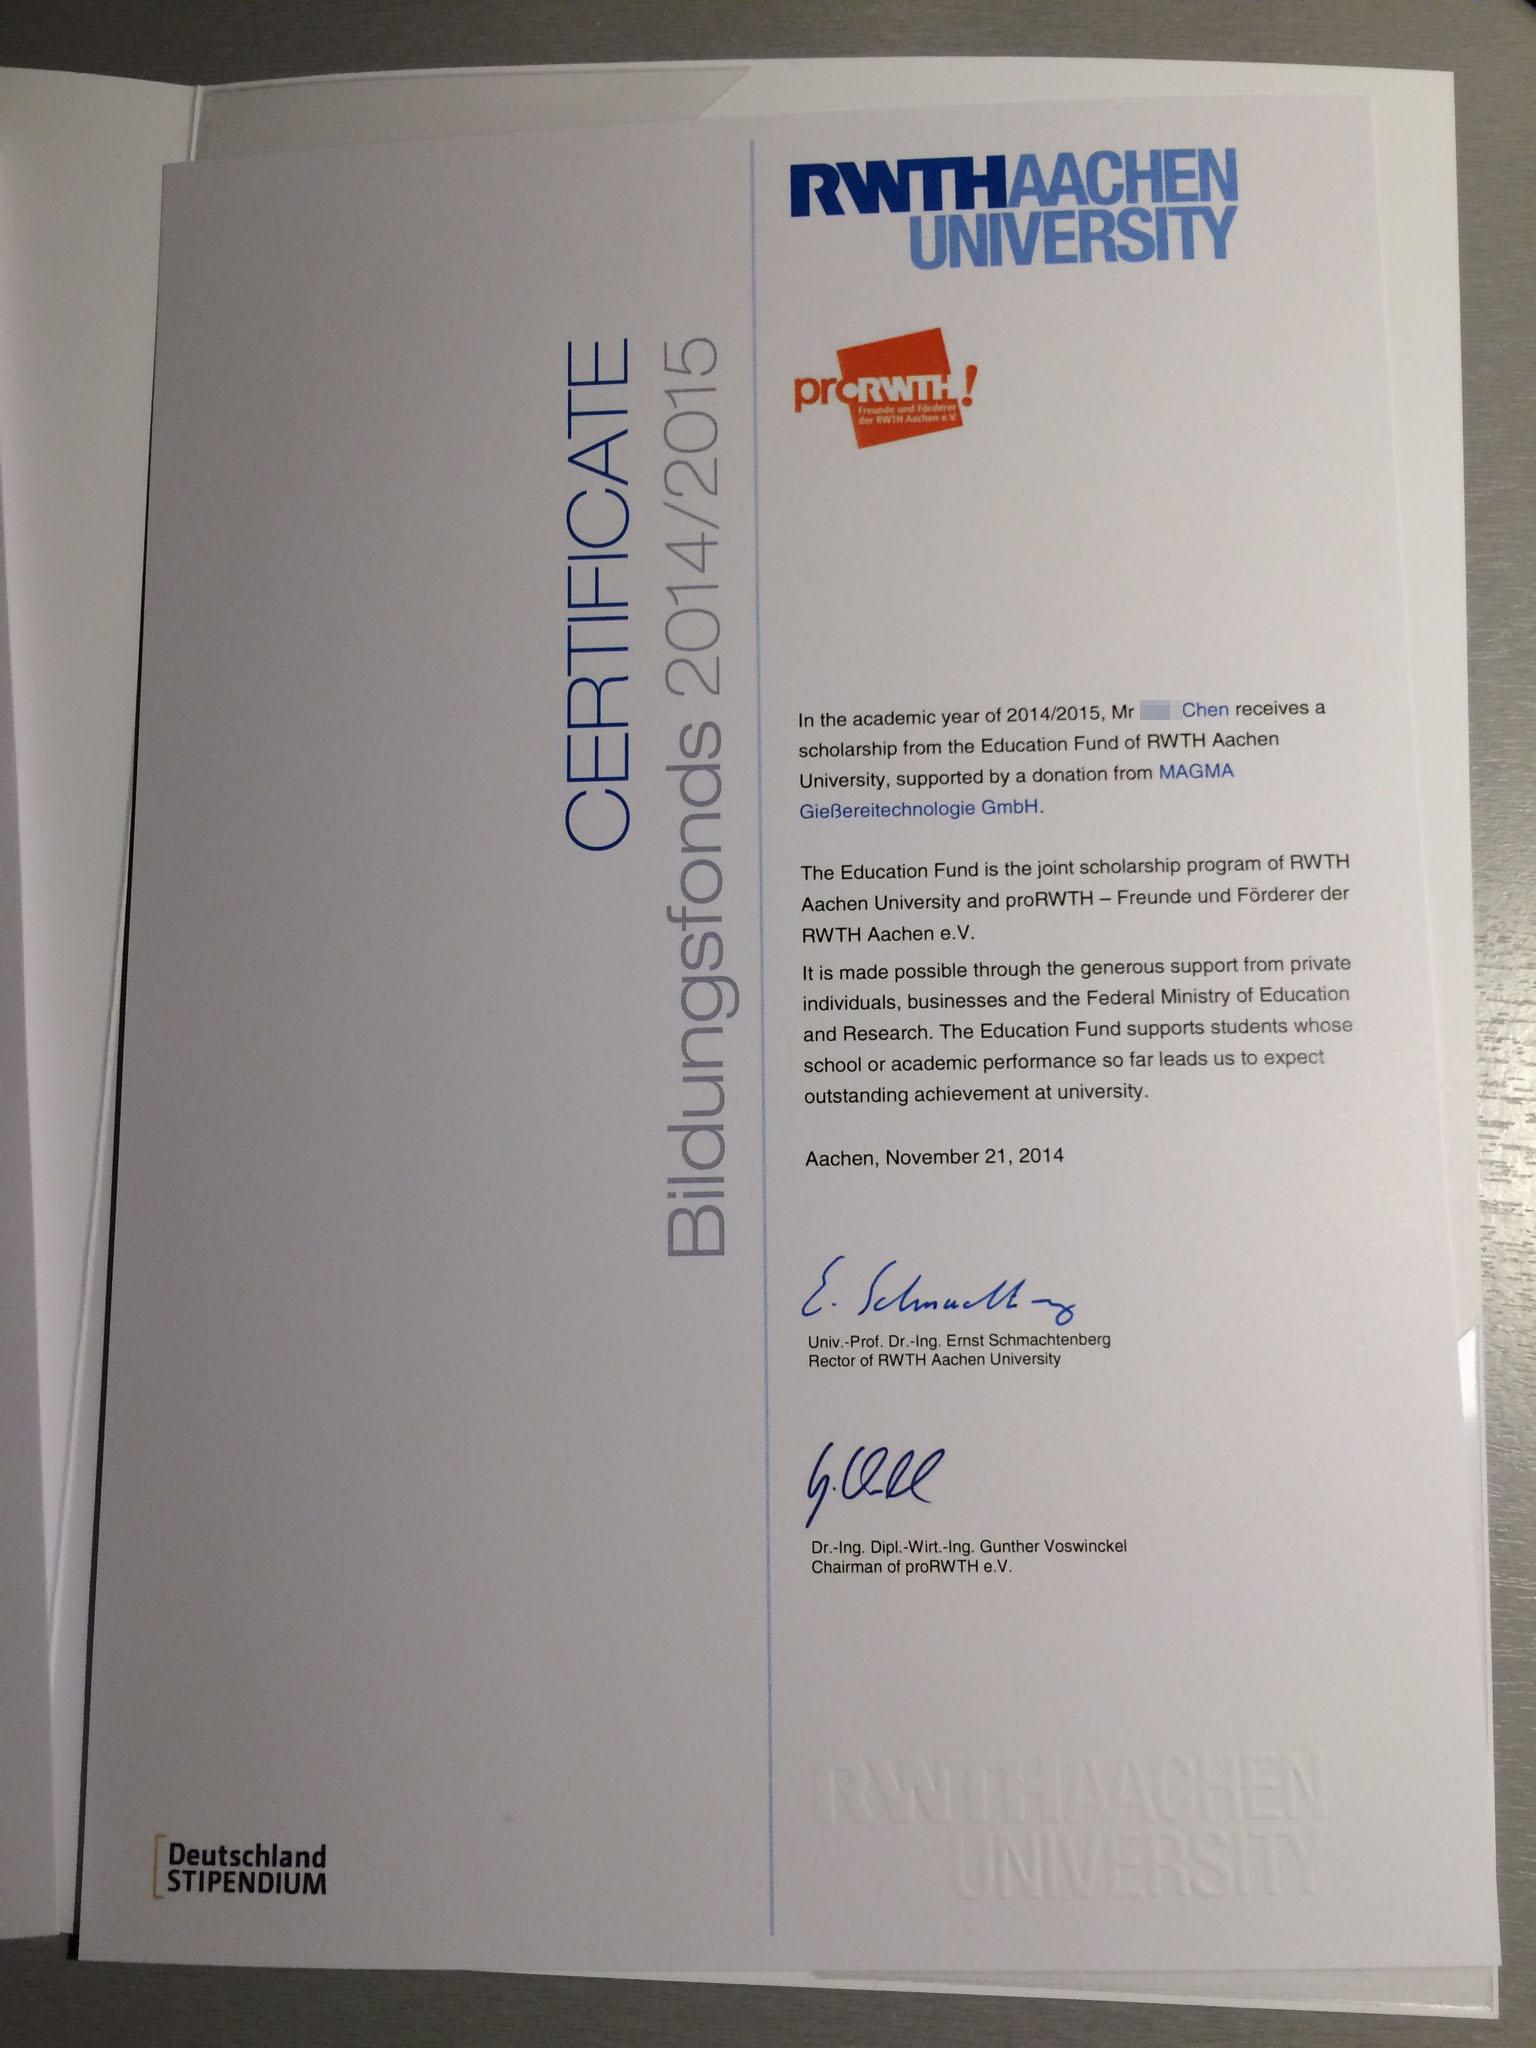 RWTHAACHEN
UNIVERSITY
proRWTH!
Freunde und Förderer
der RWTH Aachen e.V.
CERTIFICATE
Bildungsfonds 2014/2015
In the academic year of 2014/2015, Mr Chen receives a
scholarship from the Education Fund of RWTH Aachen
University, supported by a donation from MAGMA
Gießereitechnologie GmbH.
The Education Fund is the joint scholarship program of RWTH
Aachen University and proRWTH – Freunde und Förderer der
RWTH Aachen e.V.
It is made possible through the generous support from private
individuals, businesses and the Federal Ministry of Education
and Research. The Education Fund supports students whose
school or academic performance so far leads us to expect
outstanding achievement at university.
Aachen, November 21, 2014
E. Schmachtenberg
Univ.-Prof. Dr.-Ing. Ernst Schmachtenberg
Rector of RWTH Aachen University
Dr.-Ing. Dipl.-Wirt.-Ing. Gunther Voswinckel
Chairman of proRWTH e.V.
RWTHAACHEN
UNIVERSITY
Deutschland
STIPENDIUM